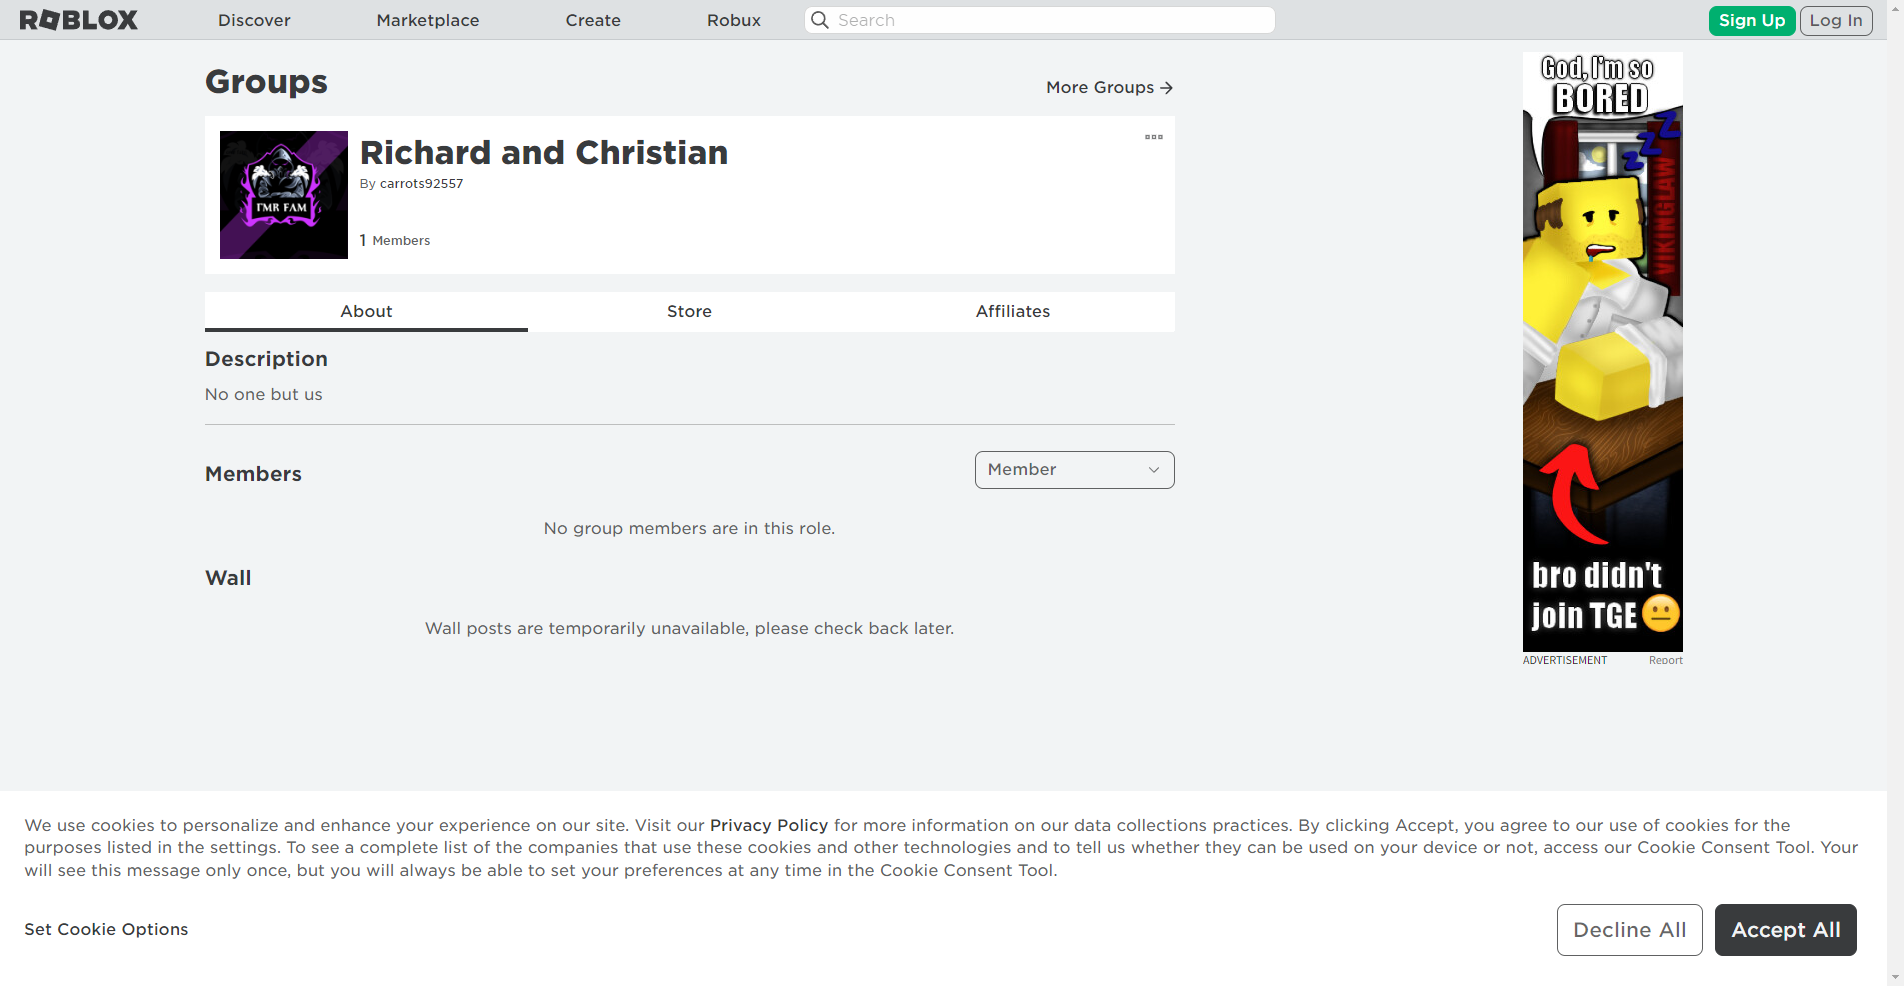 ROBLOX
Discover
Marketplace
Create
Robux
Search
Sign Up
Log In
Groups
More Groups
Richard and Christian
By carrots92557
1 Members
FAM
About
Store
Affiliates
Description
No one but us
Members
Member
No group members are in this role.
Wall
Wall posts are temporarily unavailable, please check back later.
God, I'm so
BORED
zzZ
VIKINGLAW
bro didn't
join TGE
ADVERTISEMENT
Report
We use cookies to personalize and enhance your experience on our site. Visit our Privacy Policy for more information on our data collections practices. By clicking Accept, you agree to our use of cookies for the
purposes listed in the settings. To see a complete list of the companies that use these cookies and other technologies and to tell us whether they can be used on your device or not, access our Cookie Consent Tool. Your
will see this message only once, but you will always be able to set your preferences at any time in the Cookie Consent Tool.
Set Cookie Options
Decline All
Accept All